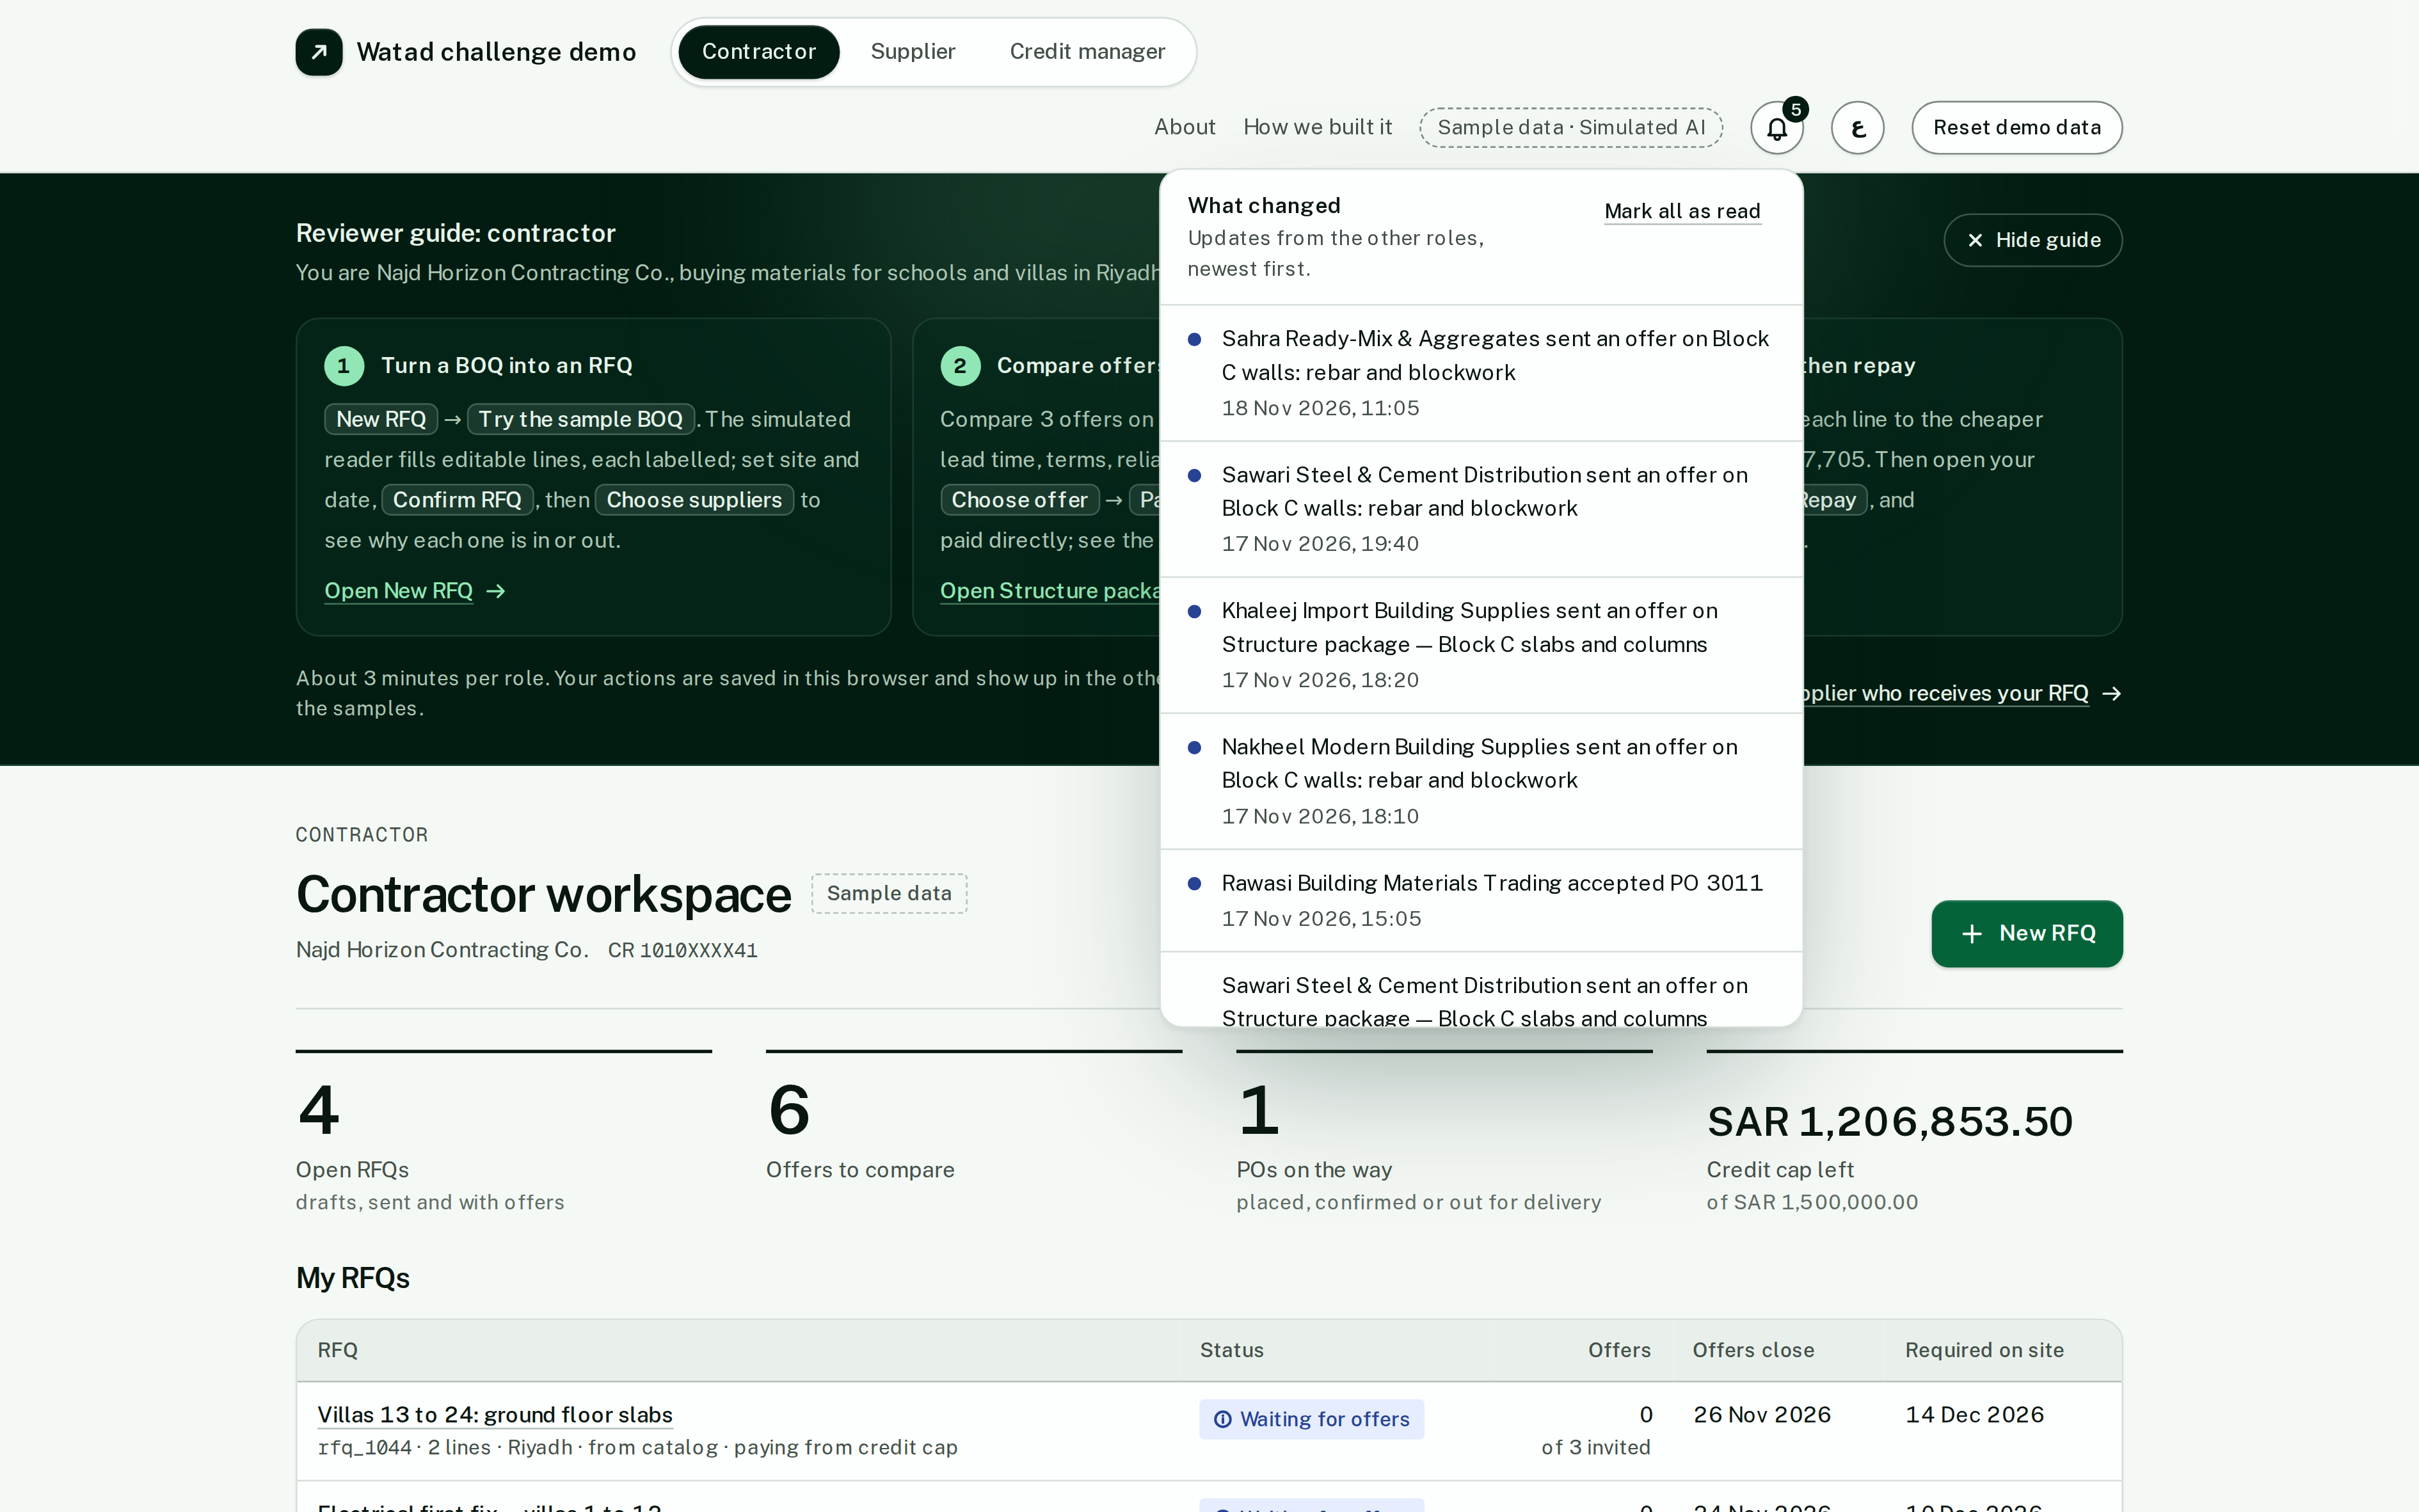 Watad challenge demo
Contractor
Supplier
Credit manager
About
How we built it
Sample data · Simulated AI
5
ع
Reset demo data
Reviewer guide: contractor
You are Najd Horizon Contracting Co., buying materials for schools and villas in Riyadh
Hide guide
1 Turn a BOQ into an RFQ
New RFQ → Try the sample BOQ. The simulated
reader fills editable lines, each labelled; set site and
date, Confirm RFQ, then Choose suppliers to
see why each one is in or out.
Open New RFQ →
2 Compare offers
Compare 3 offers on
lead time, terms,
Choose offer →
paid directly; see the
Open Structure
then repay
each line to the cheaper
7,705. Then open your
Repay, and
About 3 minutes per role. Your actions are saved in this browser and show up in the
the samples.
who receives your RFQ →
What changed
Mark all as read
Updates from the other roles,
newest first.
Sahra Ready-Mix & Aggregates sent an offer on Block
C walls: rebar and blockwork
18 Nov 2026, 11:05
Sawari Steel & Cement Distribution sent an offer on
Block C walls: rebar and blockwork
17 Nov 2026, 19:40
Khaleej Import Building Supplies sent an offer on
Structure package — Block C slabs and columns
17 Nov 2026, 18:20
Nakheel Modern Building Supplies sent an offer on
Block C walls: rebar and blockwork
17 Nov 2026, 18:10
Rawasi Building Materials Trading accepted PO 3011
17 Nov 2026, 15:05
Sawari Steel & Cement Distribution sent an offer on
Structure package — Block C slabs and columns
CONTRACTOR
Contractor workspace
Sample data
Najd Horizon Contracting Co. CR 1010XXXX41
+ New RFQ
4
Open RFQs
drafts, sent and with offers
6
Offers to compare
1
POs on the way
placed, confirmed or out for delivery
SAR 1,206,853.50
Credit cap left
of SAR 1,500,000.00
My RFQs
RFQ
Status
Offers
Offers close
Required on site
Villas 13 to 24: ground floor slabs
rfq_1044 · 2 lines · Riyadh · from catalog · paying from credit cap
Waiting for offers
0
of 3 invited
26 Nov 2026
14 Dec 2026